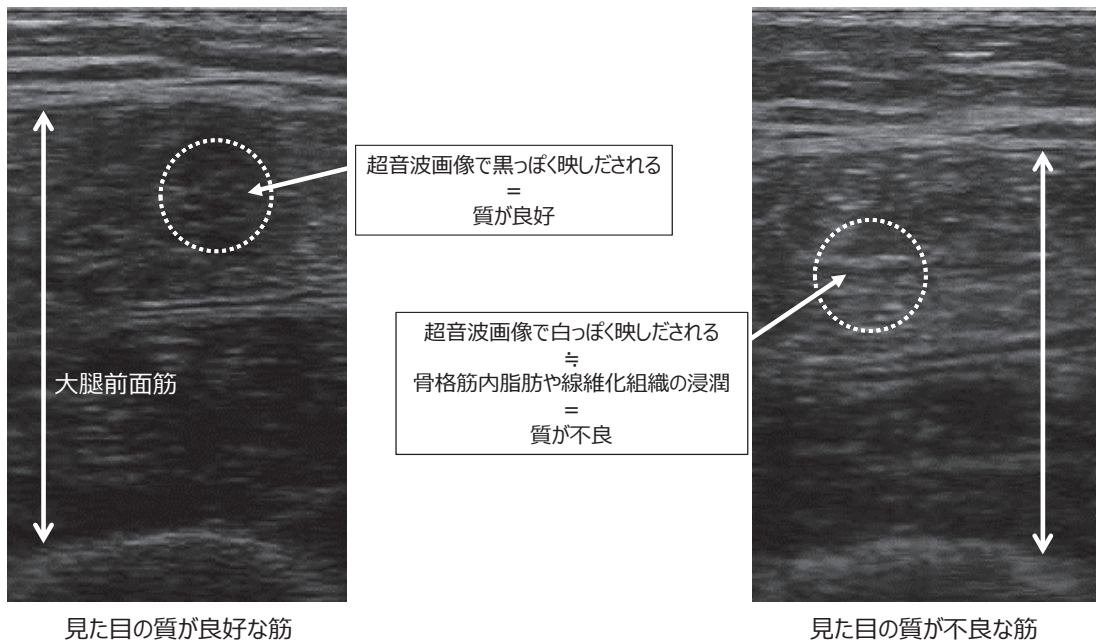 超音波画像で黒っぽく映しだされる
=
質が良好
超音波画像で白っぽく映しだされる
≒
骨格筋内脂肪や線維化組織の浸潤
=
質が不良
大腿前面筋
見た目の質が良好な筋
見た目の質が不良な筋